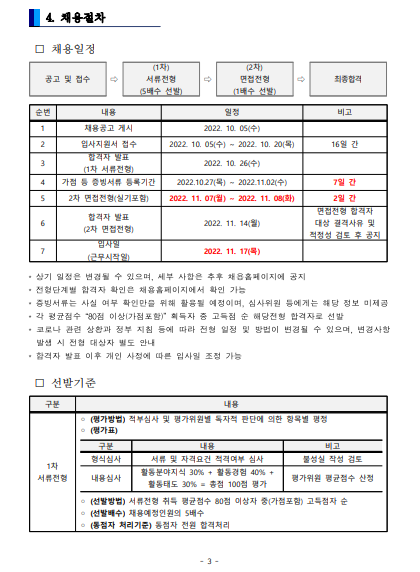 4. 채용절차
□ 채용일정
공고 및 접수 ⇨ (1차) 서류전형 (5배수 선발) ⇨ (2차) 면접전형 (1배수 선발) ⇨ 최종합격
순번 내용 일정 비고
1 채용공고 게시 2022. 10. 05(수)
2 입사지원서 접수 2022. 10. 05(수) ~ 2022. 10. 20(목) 16일 간
3 합격자 발표 (1차 서류전형) 2022. 10. 26(수)
4 가점 등 증빙서류 등록기간 2022.10.27(목) ~ 2022.11.02(수) 7일 간
5 2차 면접전형(실기포함) 2022. 11. 07(월) ~ 2022. 11. 08(화) 2일 간
6 합격자 발표 (2차 면접전형) 2022. 11. 14(월) 면접전형 합격자 대상 결격사유 및 적정성 검토 후 공지
7 입사일 (근무시작일) 2022. 11. 17(목)
* 상기 일정은 변경될 수 있으며, 세부 사항은 추후 채용홈페이지에 공지
* 전형단계별 합격자 확인은 채용홈페이지에서 확인 가능
* 증빙서류는 사실 여부 확인만을 위해 활용될 예정이며, 심사위원 등에게는 해당 정보 미제공
* 각 평균점수 "80점 이상(가점포함)" 획득자 중 고득점 순 해당전형 합격자로 선발
* 코로나 관련 상황과 정부 지침 등에 따라 전형 일정 및 방법이 변경될 수 있으며, 변경사항
발생 시 전형 대상자 별도 안내
* 합격자 발표 이후 개인 사정에 따른 입사일 조정 가능
□ 선발기준
구분 내용
1차 서류전형
○ (평가방법) 적부심사 및 평가위원별 독자적 판단에 의한 항목별 평정
○ (평가표)
구분 내용 비고
형식심사 서류 및 자격요건 적격여부 심사 불성실 작성 검토
내용심사 활동분야지식 30% + 활동경험 40% + 활동태도 30% = 총점 100점 평가 평가위원 평균점수 산정
○ (선발방법) 서류전형 취득 평균점수 80점 이상자 중(가점포함) 고득점자 순
○ (선발배수) 채용예정인원의 5배수
○ (동점자 처리기준) 동점자 전원 합격처리
- 3 -